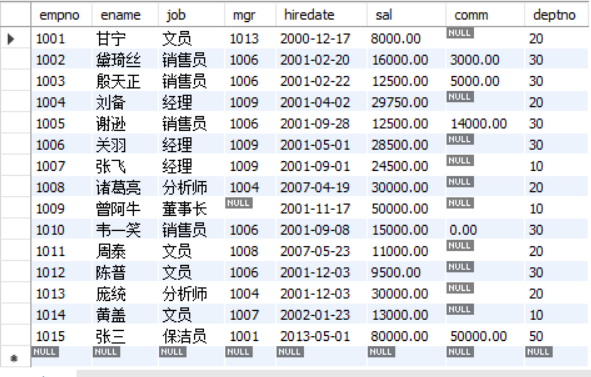 empno ename job mgr hiredate sal comm deptno
1001 甘宁 文员 1013 2000-12-17 8000.00 NULL 20
1002 黛琦丝 销售员 1006 2001-02-20 16000.00 3000.00 30
1003 殷天正 销售员 1006 2001-02-22 12500.00 5000.00 30
1004 刘备 经理 1009 2001-04-02 29750.00 NULL 20
1005 谢逊 销售员 1006 2001-09-28 12500.00 14000.00 30
1006 关羽 经理 1009 2001-05-01 28500.00 NULL 30
1007 张飞 经理 1009 2001-09-01 24500.00 NULL 10
1008 诸葛亮 分析师 1004 2007-04-19 30000.00 NULL 20
1009 曾阿牛 董事长 NULL 2001-11-17 50000.00 NULL 10
1010 韦一笑 销售员 1006 2001-09-08 15000.00 0.00 30
1011 周泰 文员 1008 2007-05-23 11000.00 NULL 20
1012 陈普 文员 1006 2001-12-03 9500.00 NULL 30
1013 庞统 分析师 1004 2001-12-03 30000.00 NULL 20
1014 黄盖 文员 1007 2002-01-23 13000.00 NULL 10
1015 张三 保洁员 1001 2013-05-01 80000.00 50000.00 50
NULL NULL NULL NULL NULL NULL NULL NULL